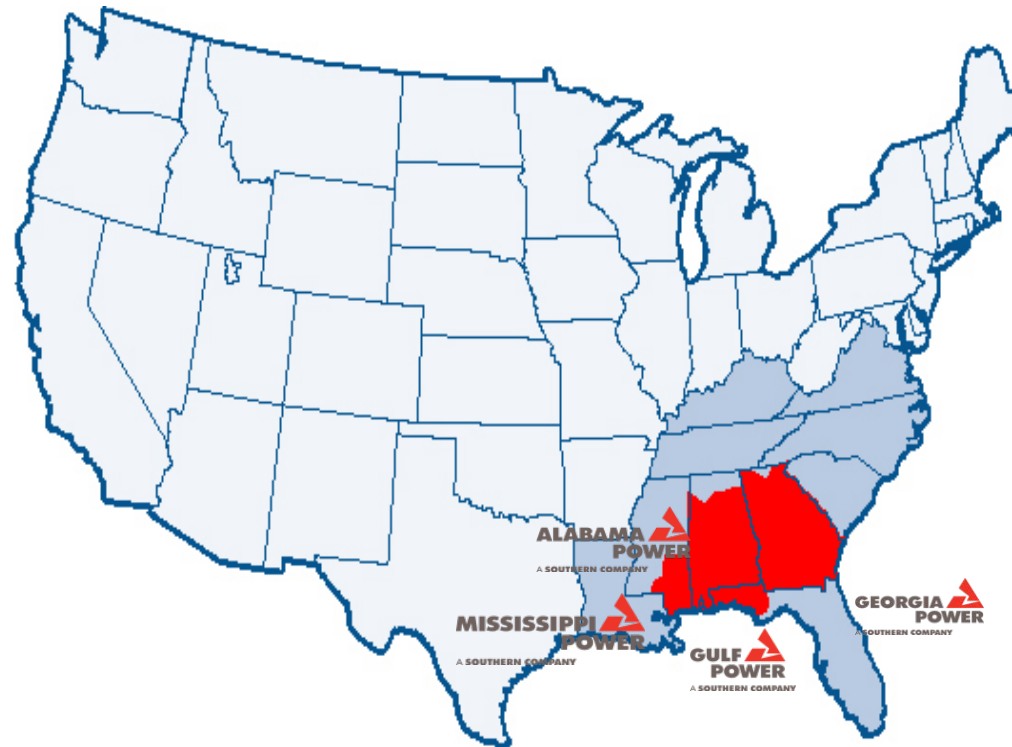 ALABAMA
POWER
A SOUTHERN COMPANY
MISSISSIPPI
POWER
A SOUTHERN COMPANY
GULF
POWER
A SOUTHERN COMPANY
GEORGIA
POWER
A SOUTHERN COMPANY